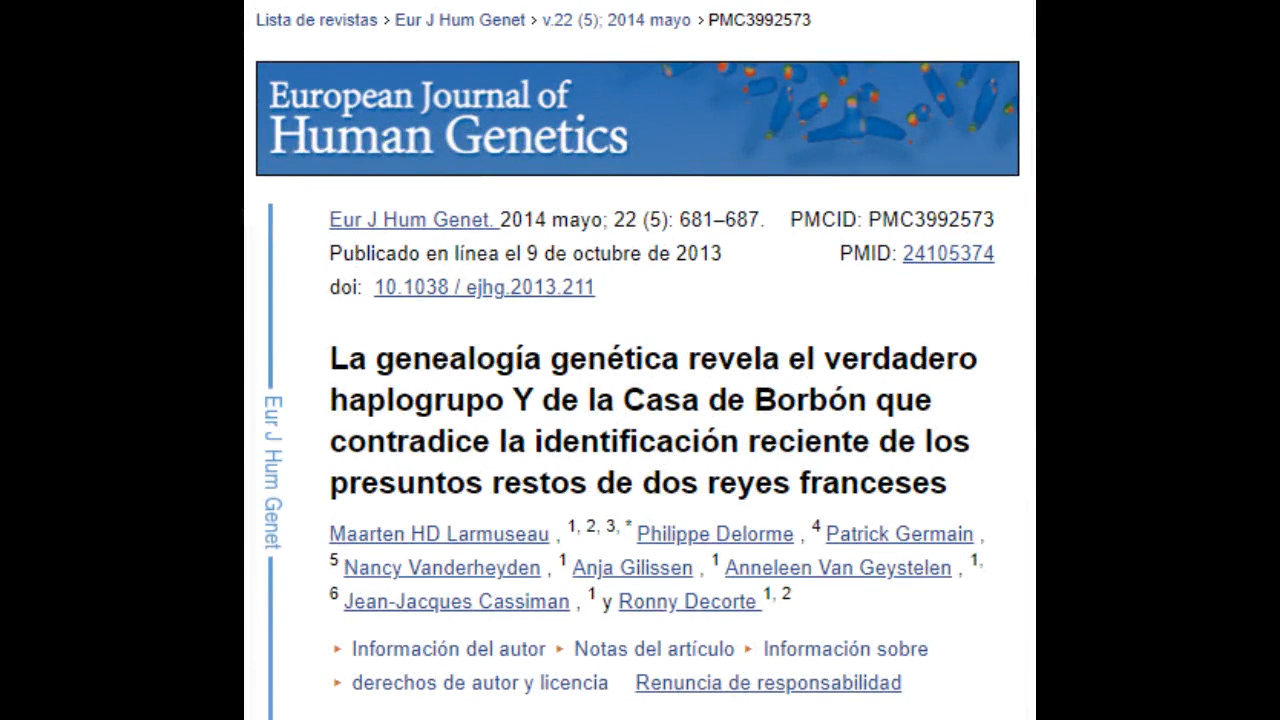 Lista de revistas > Eur J Hum Genet > v.22 (5); 2014 mayo > PMC3992573
European Journal of
Human Genetics
Eur J Hum Genet. 2014 mayo; 22 (5): 681–687. PMCID: PMC3992573
Publicado en línea el 9 de octubre de 2013 PMID: 24105374
doi: 10.1038 / ejhg.2013.211
La genealogía genética revela el verdadero
haplogrupo Y de la Casa de Borbón que
contradice la identificación reciente de los
presuntos restos de dos reyes franceses
Eur J Hum Genet
Maarten HD Larmuseau , 1, 2, 3, * Philippe Delorme , 4 Patrick Germain ,
5 Nancy Vanderheyden , 1 Anja Gilissen , 1 Anneleen Van Geystelen , 1,
6 Jean-Jacques Cassiman , 1 y Ronny Decorte 1, 2
▸ Información del autor ▸ Notas del artículo ▸ Información sobre
▸ derechos de autor y licencia Renuncia de responsabilidad